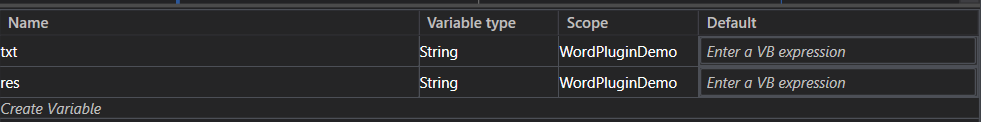 Name Variable type Scope Default
txt String WordPluginDemo Enter a VB expression
res String WordPluginDemo Enter a VB expression
Create Variable